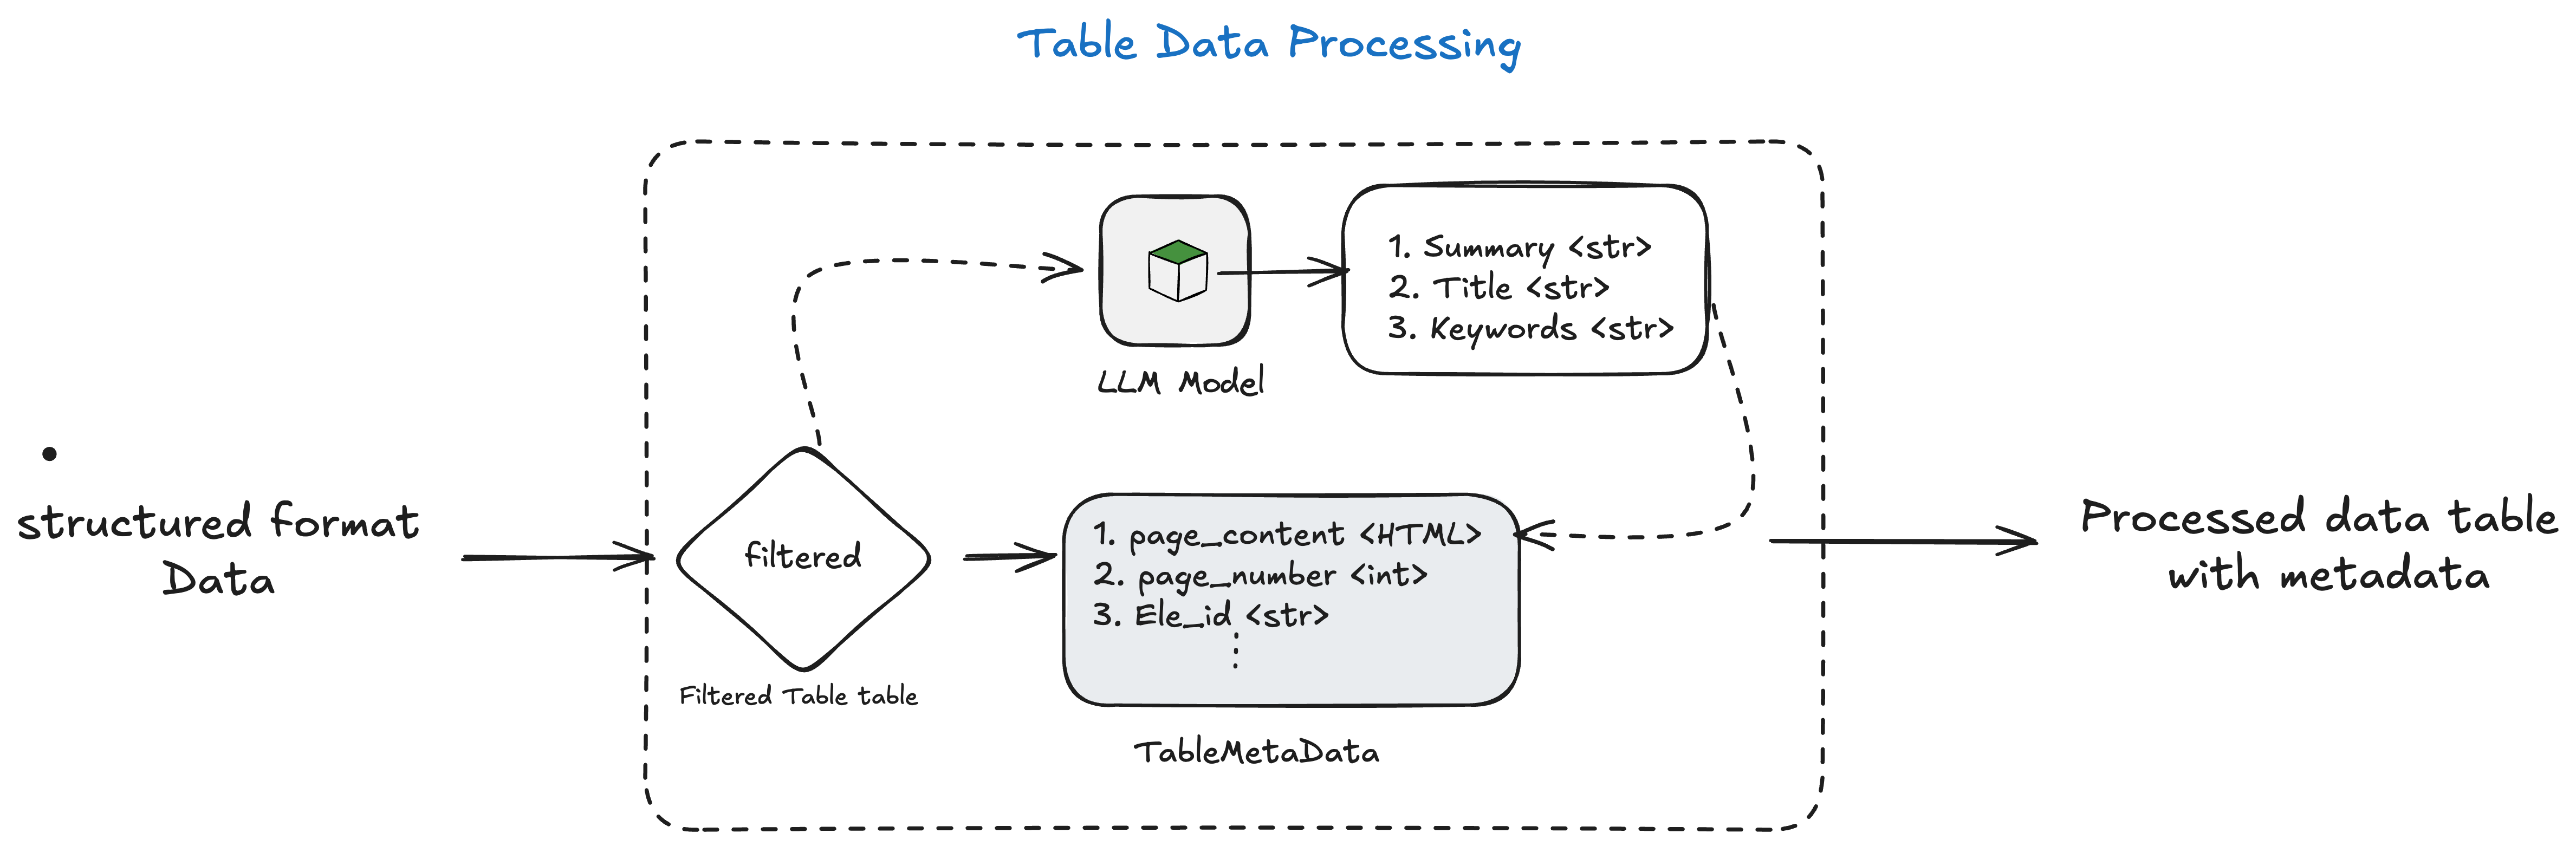 Table Data Processing
1. Summary <str>
2. Title <str>
3. Keywords <str>
LLM Model
structured format
Data
filtered
Filtered Table table
1. page_content <HTML>
2. page_number <int>
3. Ele_id <str>
TableMetaData
Processed data table
with metadata